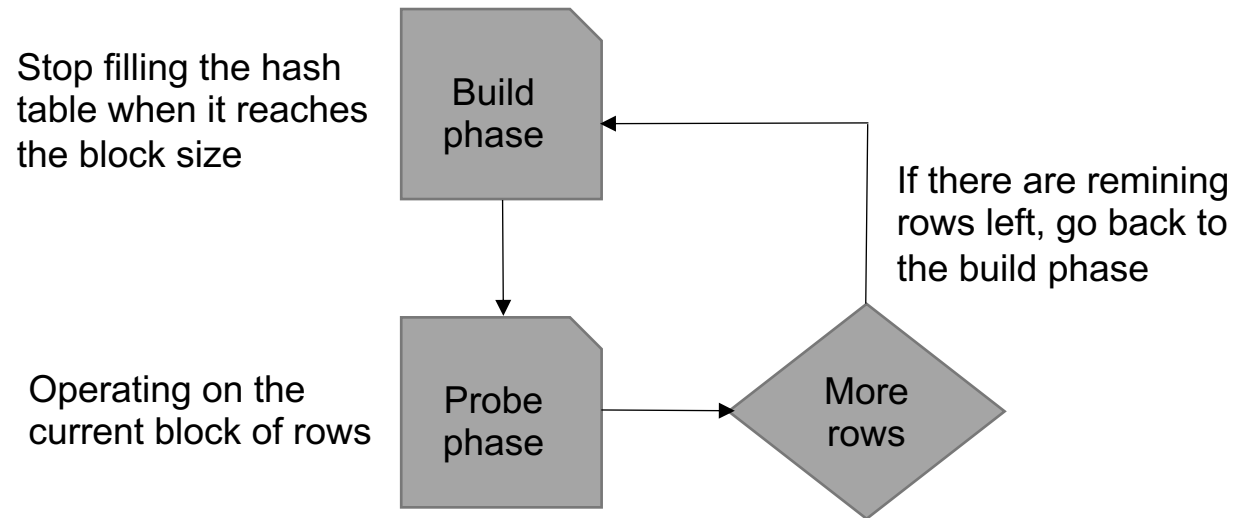 Stop filling the hash
table when it reaches
the block size
Build
phase
If there are remining
rows left, go back to
the build phase
Operating on the
current block of rows
Probe
phase
More
rows